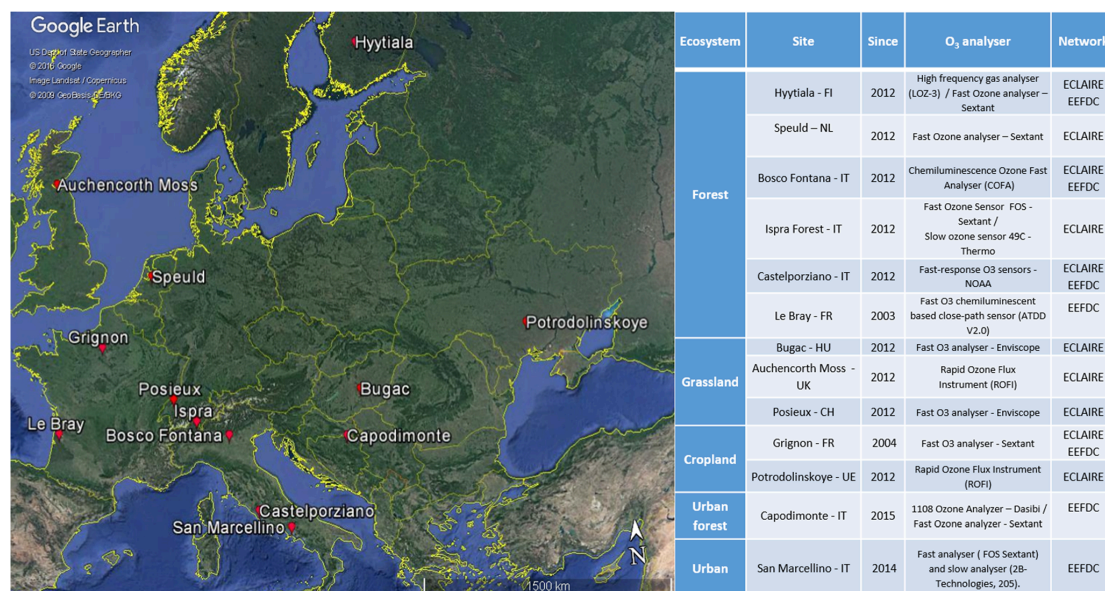 Google Earth
US Dept of State Geographer
© 2016 Google
Image Landsat / Copernicus
© 2009 GeoBasis-DE/BKG
Hyytiala
Auchencorth Moss
Speuld
Potrodolinskoye
Grignon
Posieux
Bugac
Ispra
Le Bray
Bosco Fontana
Capodimonte
Castelporziano
San Marcellino
N
1500 km
Ecosystem Site Since O₃ analyser Network
Forest
Hyytiala - FI 2012
High frequency gas analyser
(LOZ-3) / Fast Ozone analyser –
Sextant
ECLAIRE
EEFDC
Speuld – NL 2012 Fast Ozone analyser – Sextant ECLAIRE
Bosco Fontana - IT 2012
Chemiluminescence Ozone Fast
Analyser (COFA)
ECLAIRE
EEFDC
Ispra Forest - IT 2012
Fast Ozone Sensor FOS -
Sextant /
Slow ozone sensor 49C -
Thermo
ECLAIRE
Castelporziano - IT 2012
Fast-response O3 sensors -
NOAA
ECLAIRE
EEFDC
Le Bray - FR 2003
Fast O3 chemiluminescent
based close-path sensor (ATDD
V2.0)
EEFDC
Grassland
Bugac - HU 2012 Fast O3 analyser - Enviscope ECLAIRE
Auchencorth Moss -
UK
2012
Rapid Ozone Flux
Instrument (ROFI)
ECLAIRE
Posieux - CH 2012 Fast O3 analyser - Enviscope ECLAIRE
Cropland
Grignon - FR 2004 Fast O3 analyser - Sextant
ECLAIRE
EEFDC
Potrodolinskoye - UE 2012
Rapid Ozone Flux Instrument
(ROFI)
ECLAIRE
Urban
forest
Capodimonte - IT 2015
1108 Ozone Analyzer – Dasibi /
Fast Ozone analyzer - Sextant
EEFDC
Urban
San Marcellino - IT 2014
Fast analyser ( FOS Sextant)
and slow analyser (2B-
Technologies, 205).
EEFDC